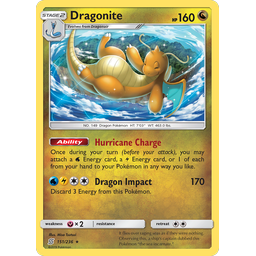 STAGE 2 Dragonite HP 160
Evolves from Dragonair
NO. 149 Dragon Pokémon HT: 7'03" WT: 463.0 lbs.
Ability Hurricane Charge
Once during your turn (before your attack), you may
attach a Energy card, a Energy card, or 1 of each
from your hand to your Pokémon in any way you like.
Dragon Impact 170
Discard 3 Energy from this Pokémon.
weakness ×2 resistance retreat
151/236